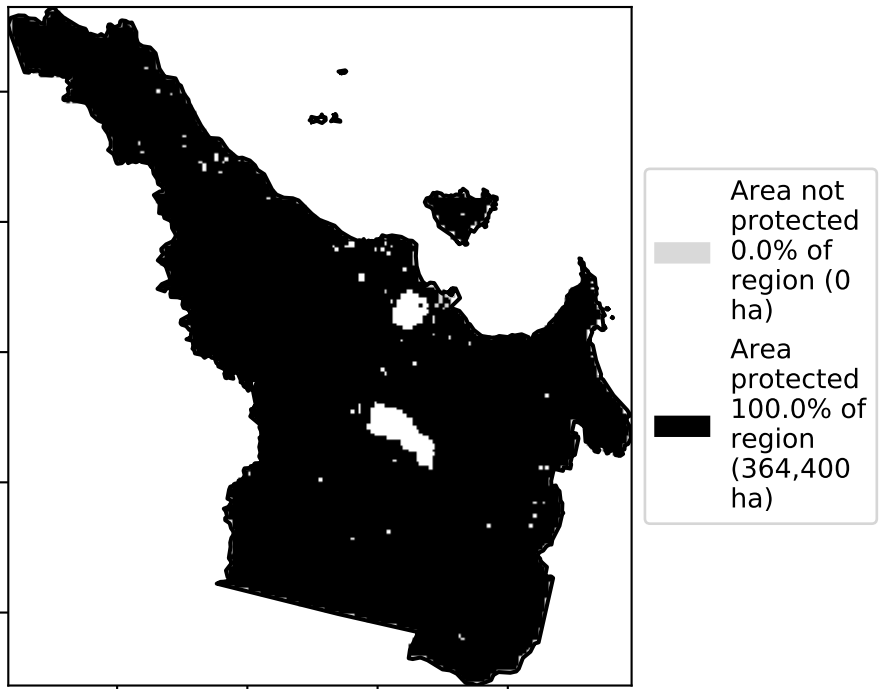 Area not
protected
0.0% of
region (0
ha)
Area
protected
100.0% of
region
(364,400
ha)